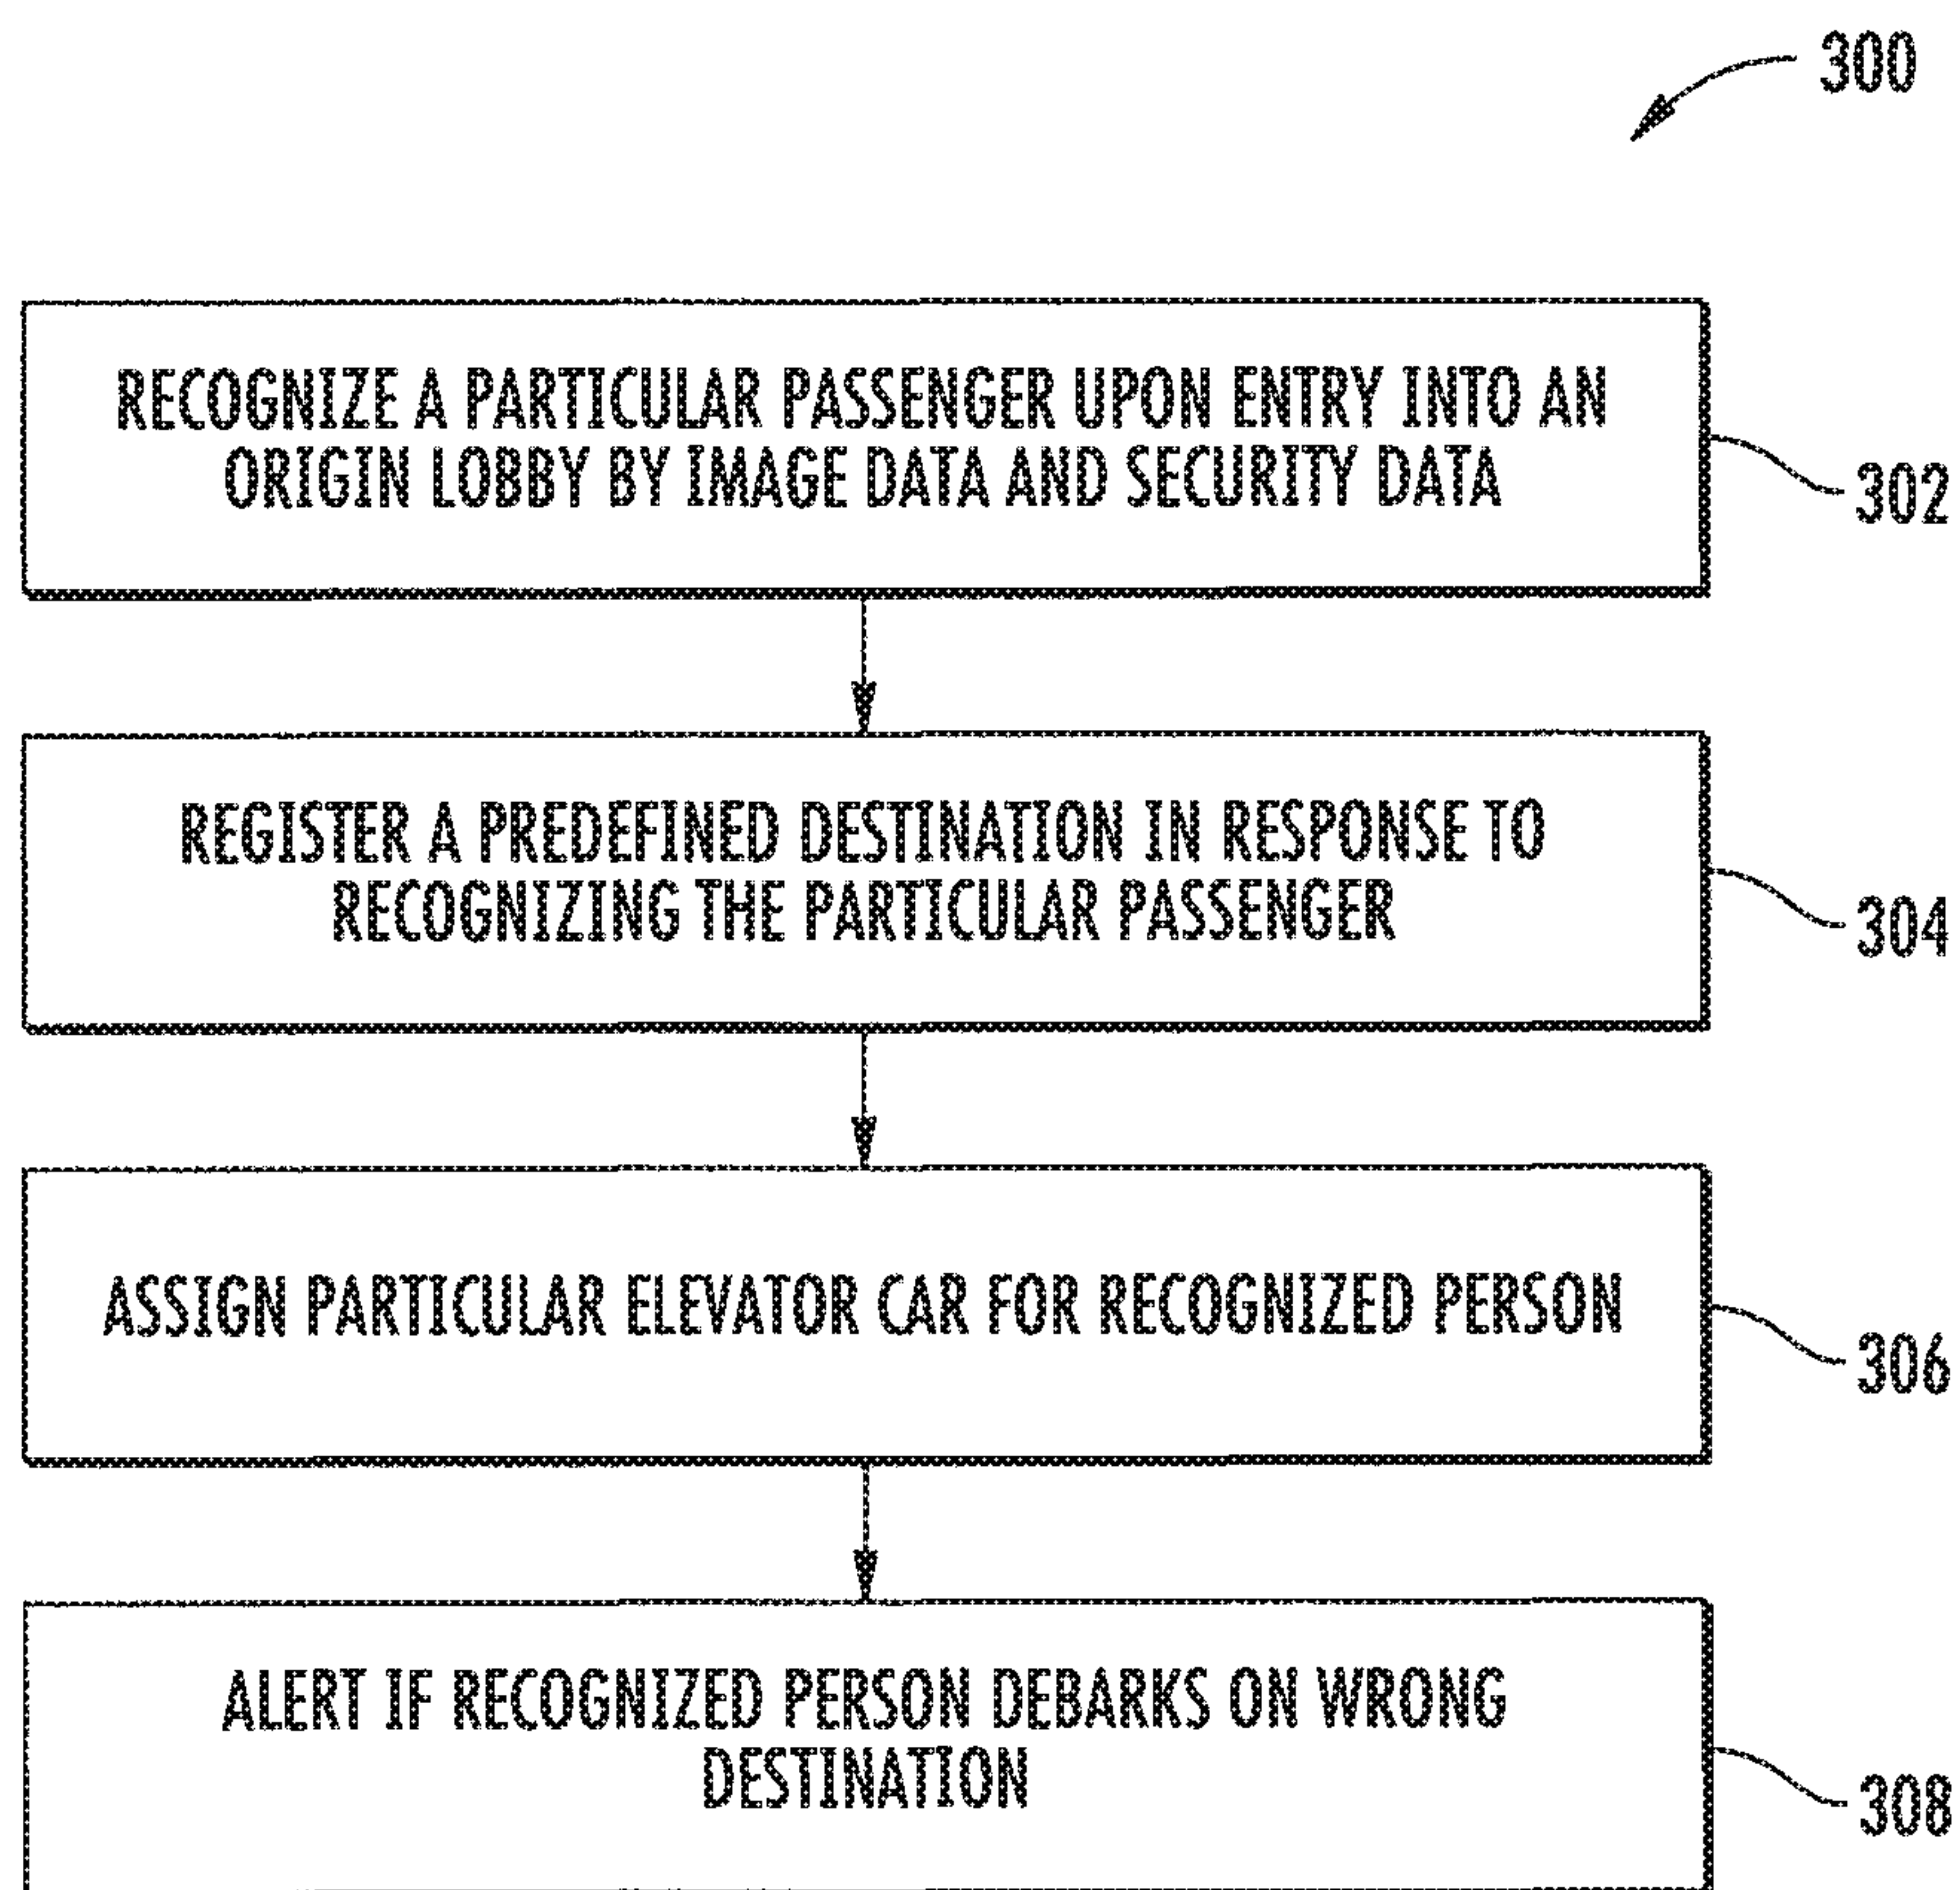 300
RECOGNIZE A PARTICULAR PASSENGER UPON ENTRY INTO AN
ORIGIN LOBBY BY IMAGE DATA AND SECURITY DATA
302
REGISTER A PREDEFINED DESTINATION IN RESPONSE TO
RECOGNIZING THE PARTICULAR PASSENGER
304
ASSIGN PARTICULAR ELEVATOR CAR FOR RECOGNIZED PERSON
306
ALERT IF RECOGNIZED PERSON DEBARKS ON WRONG
DESTINATION
308